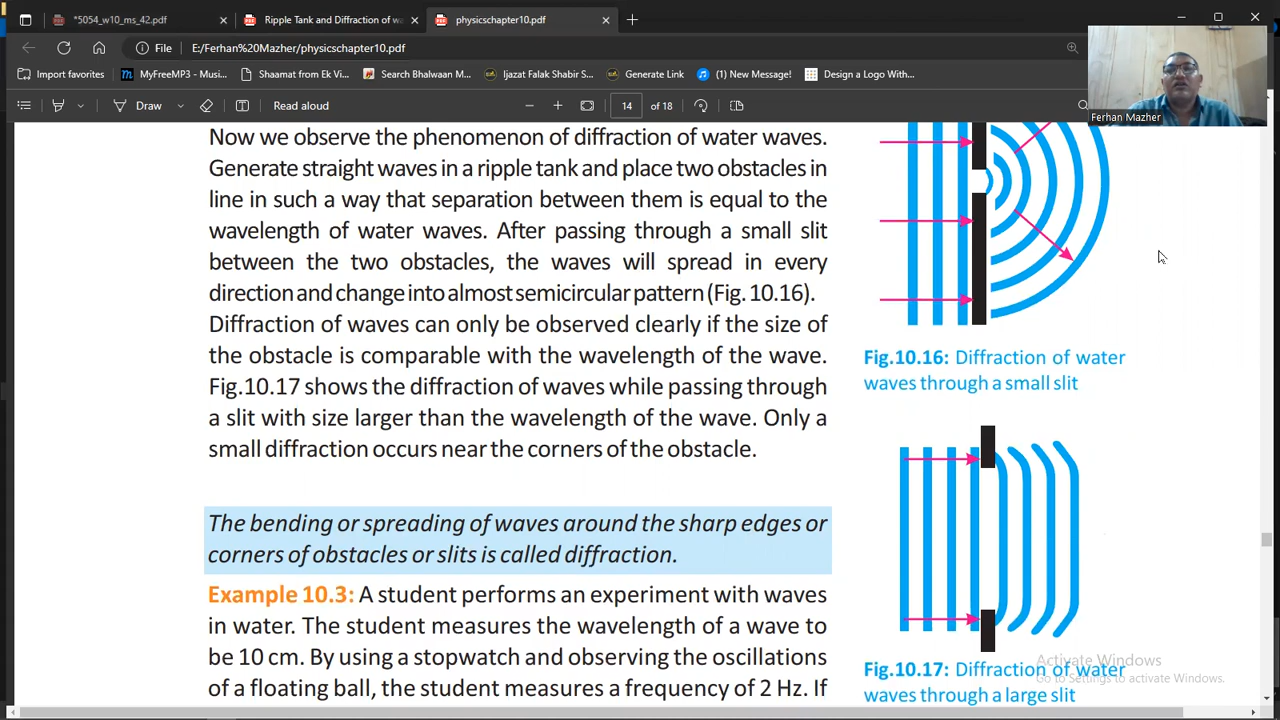 *5054_w10_ms_42.pdf
Ripple Tank and Diffraction of wa
physicschapter10.pdf
File
E:/Ferhan%20Mazher/physicschapter10.pdf
Import favorites
MyFreeMP3 - Musi...
Shaamat from Ek Vi...
Search Bhalwaan M...
Ijazat Falak Shabir S...
Generate Link
(1) New Message!
Design a Logo With...
Draw
Read aloud
14
of 18
Ferhan Mazher
Now we observe the phenomenon of diffraction of water waves.
Generate straight waves in a ripple tank and place two obstacles in
line in such a way that separation between them is equal to the
wavelength of water waves. After passing through a small slit
between the two obstacles, the waves will spread in every
direction and change into almost semicircular pattern (Fig. 10.16).
Diffraction of waves can only be observed clearly if the size of
the obstacle is comparable with the wavelength of the wave.
Fig.10.17 shows the diffraction of waves while passing through
a slit with size larger than the wavelength of the wave. Only a
small diffraction occurs near the corners of the obstacle.
The bending or spreading of waves around the sharp edges or
corners of obstacles or slits is called diffraction.
Example 10.3: A student performs an experiment with waves
in water. The student measures the wavelength of a wave to
be 10 cm. By using a stopwatch and observing the oscillations
of a floating ball, the student measures a frequency of 2 Hz. If
Fig.10.16: Diffraction of water
waves through a small slit
Fig.10.17: Diffraction of water
waves through a large slit
Activate Windows
Go to Settings to activate Windows.